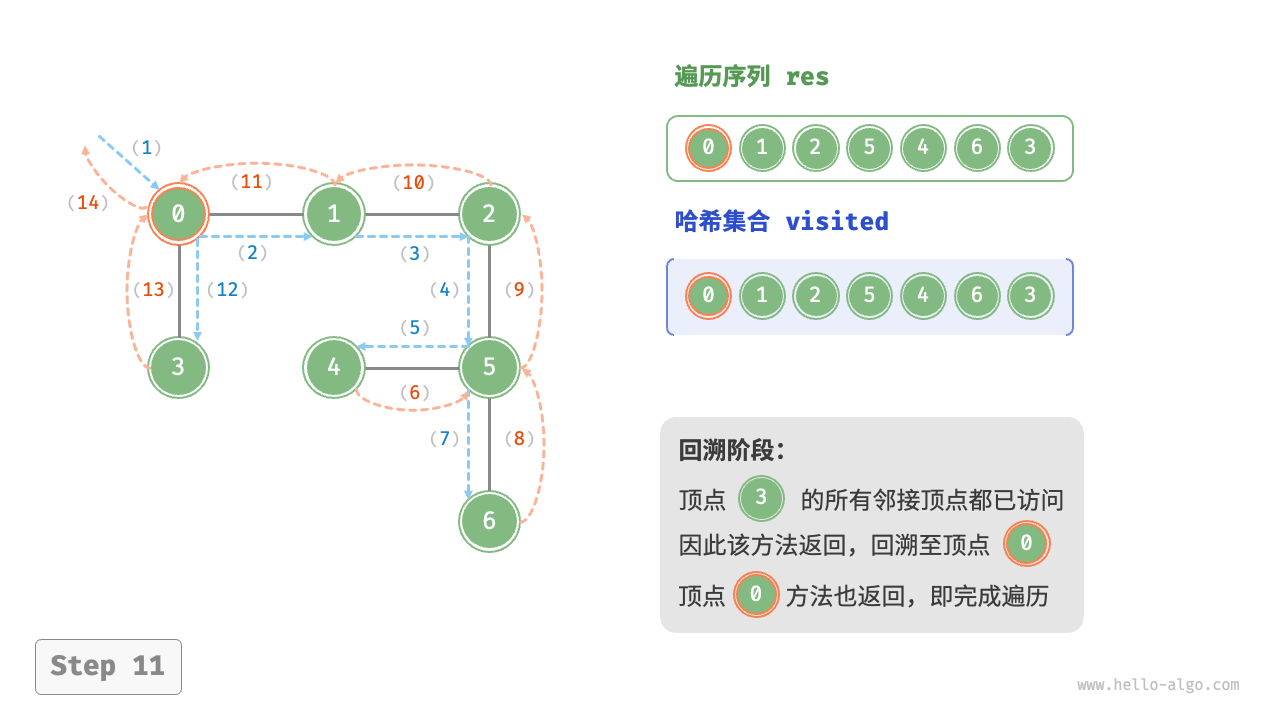 遍历序列 res
0 1 2 5 4 6 3
哈希集合 visited
0 1 2 5 4 6 3
(1)
(14)
(11)
(10)
0 1 2
(2)
(3)
(13)
(12)
(4)
(9)
(5)
3 4 5
(6)
(7)
(8)
6
回溯阶段：
顶点 3 的所有邻接顶点都已访问
因此该方法返回，回溯至顶点 0
顶点 0 方法也返回，即完成遍历
Step 11
www.hello-algo.com